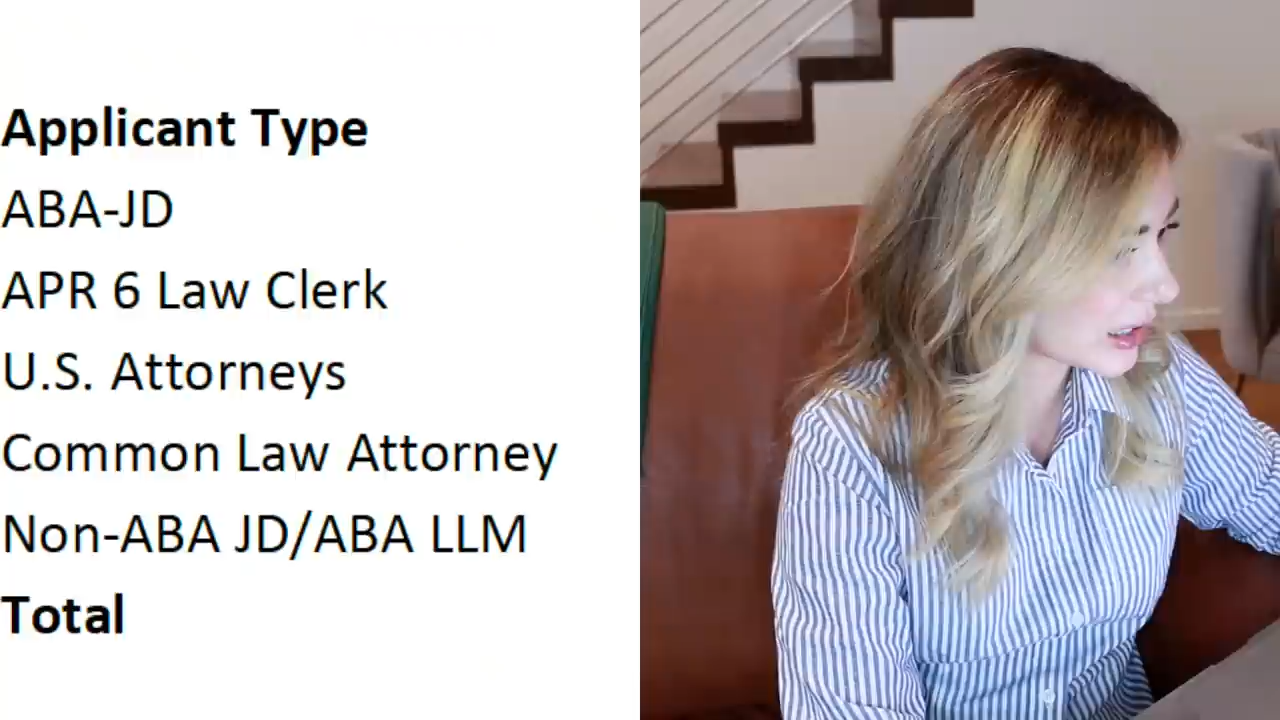 Applicant Type
ABA-JD
APR 6 Law Clerk
U.S. Attorneys
Common Law Attorney
Non-ABA JD/ABA LLM
Total